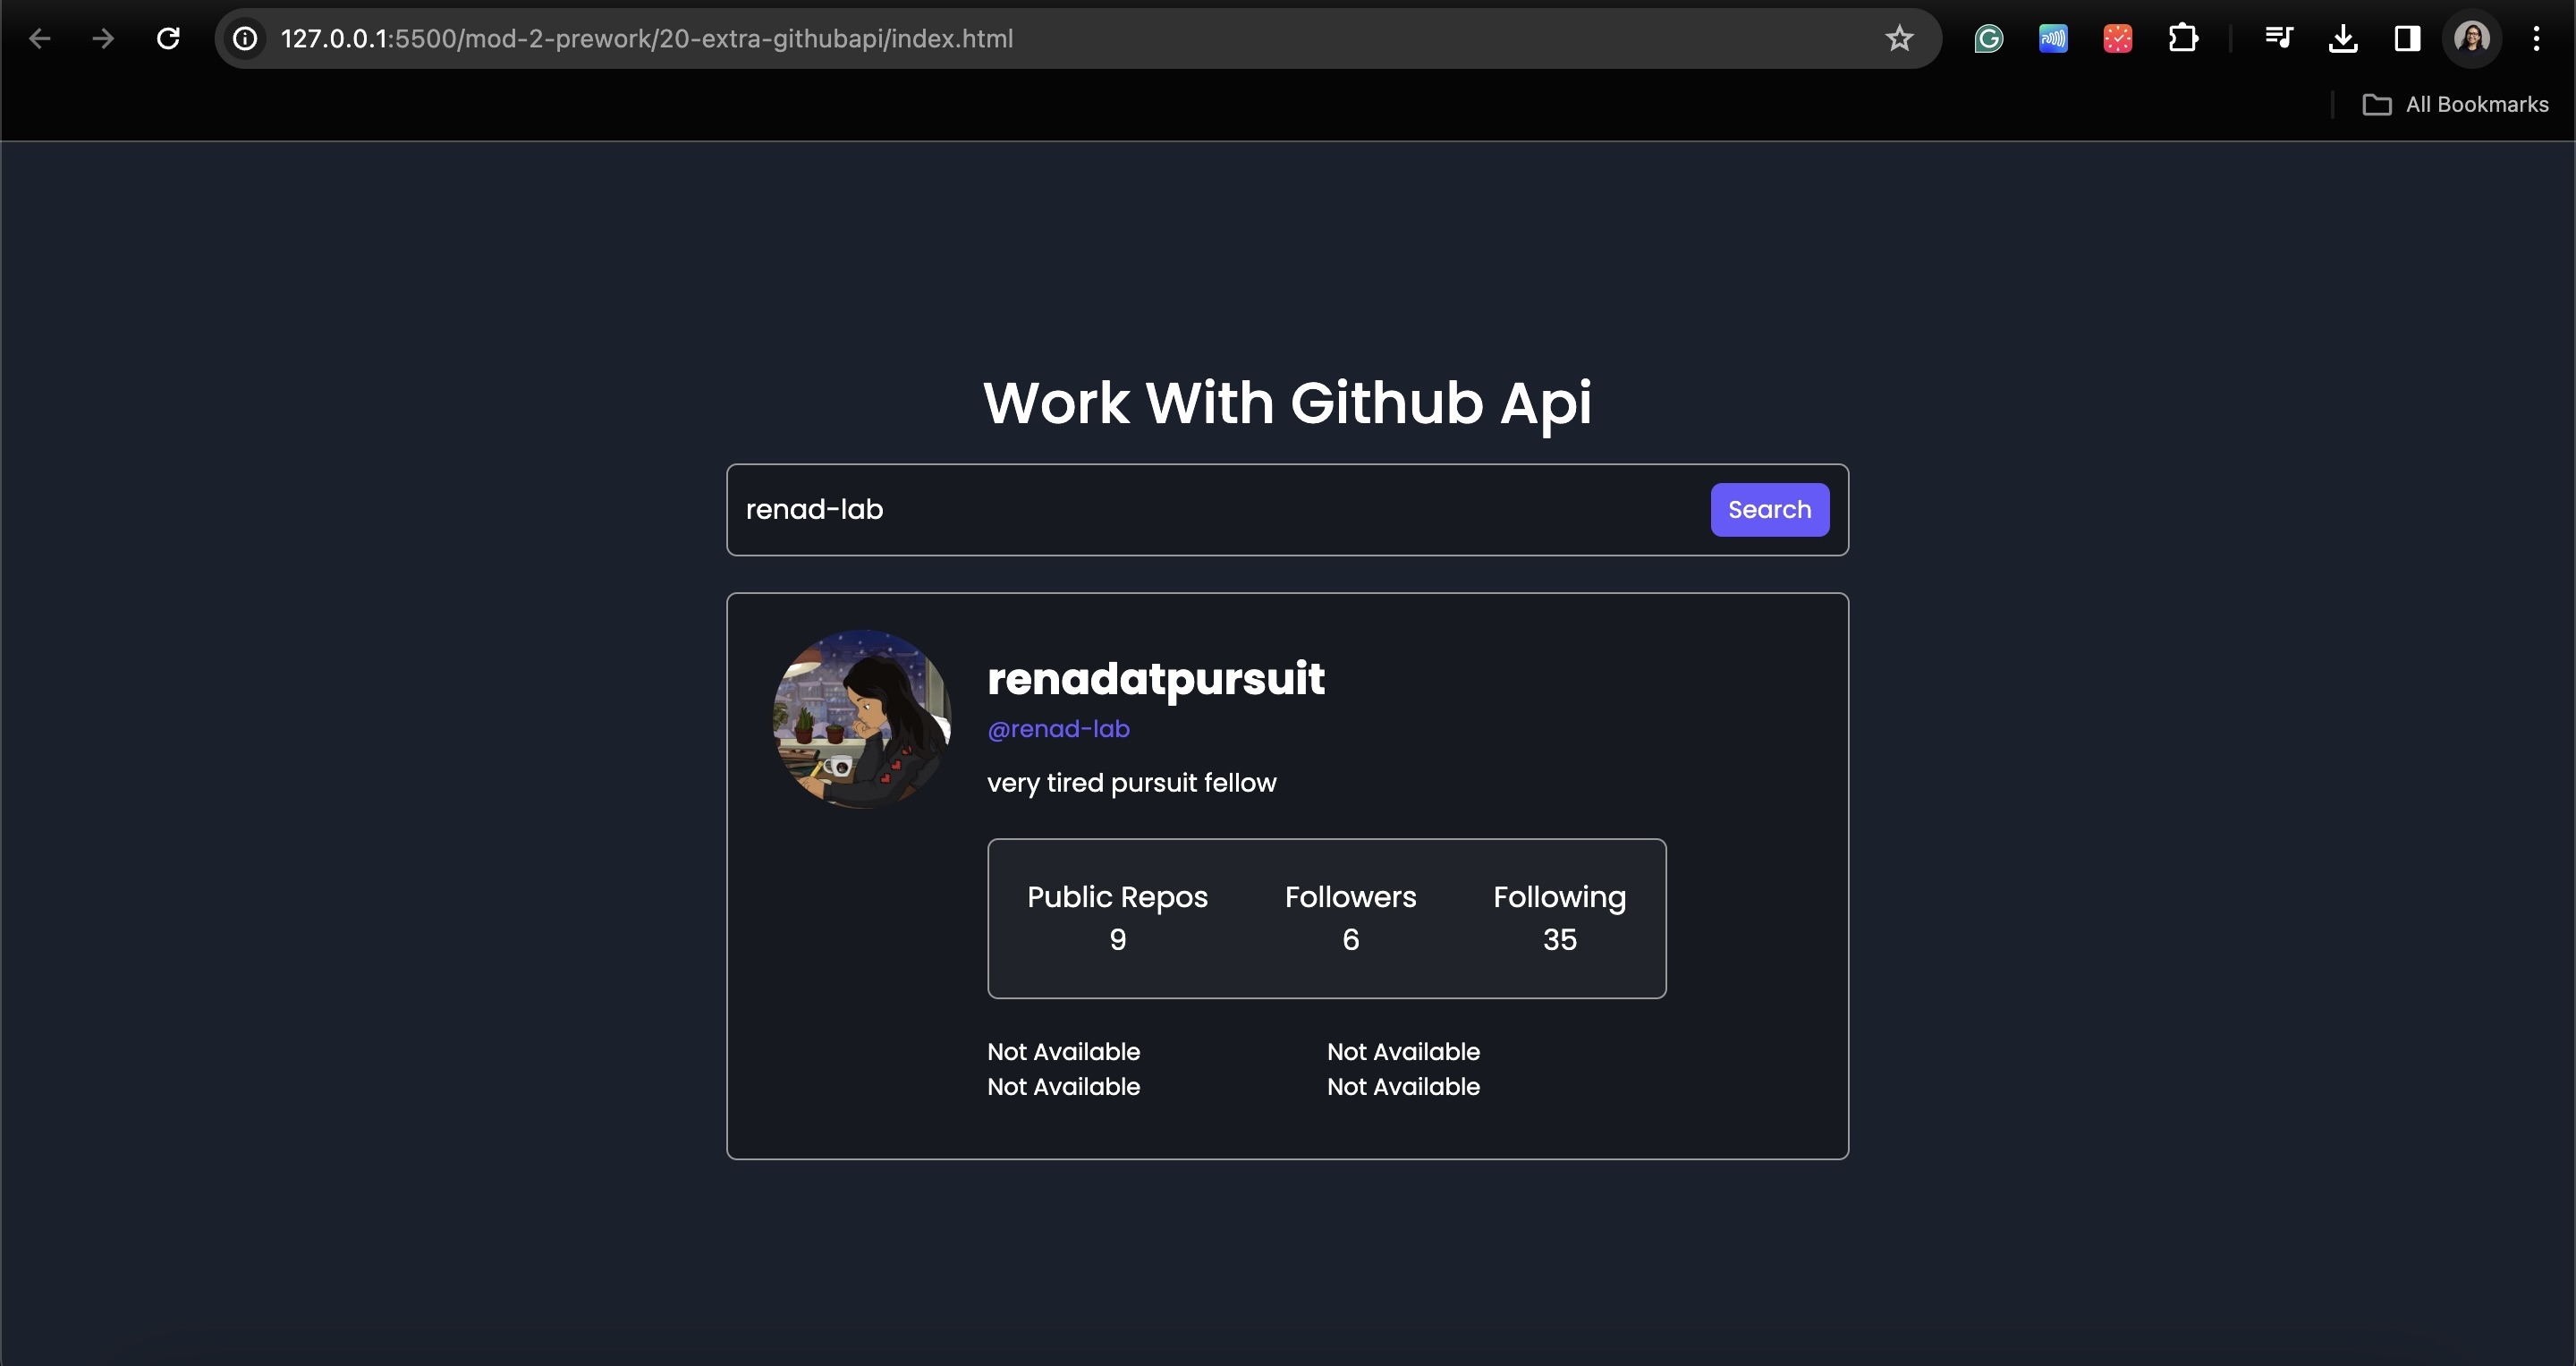 127.0.0.1:5500/mod-2-prework/20-extra-githubapi/index.html
All Bookmarks
Work With Github Api
renad-lab
Search
renadatpursuit
@renad-lab
very tired pursuit fellow
Public Repos Followers Following
9 6 35
Not Available Not Available
Not Available Not Available